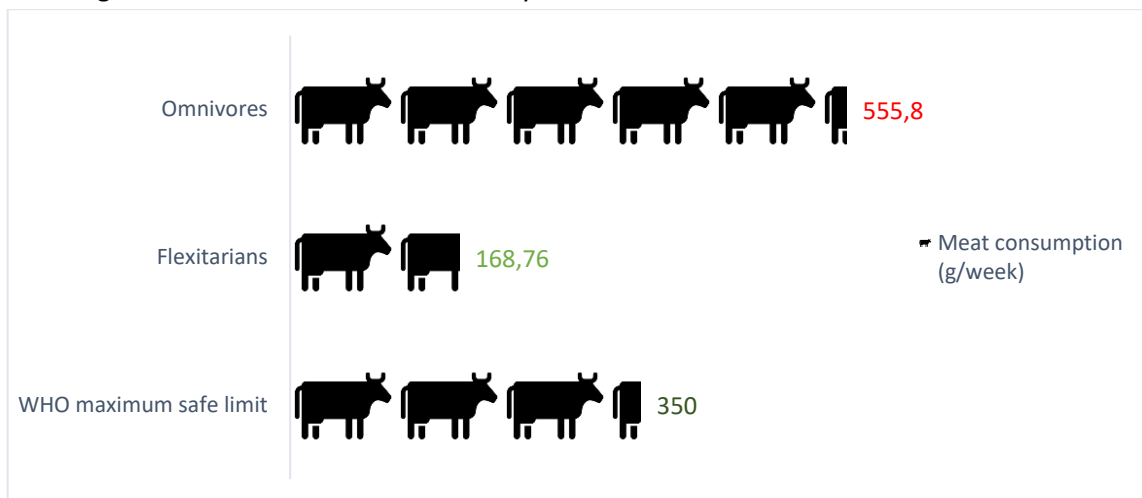 Omnivores
555,8
Flexitarians
168,76
Meat consumption
(g/week)
WHO maximum safe limit
350